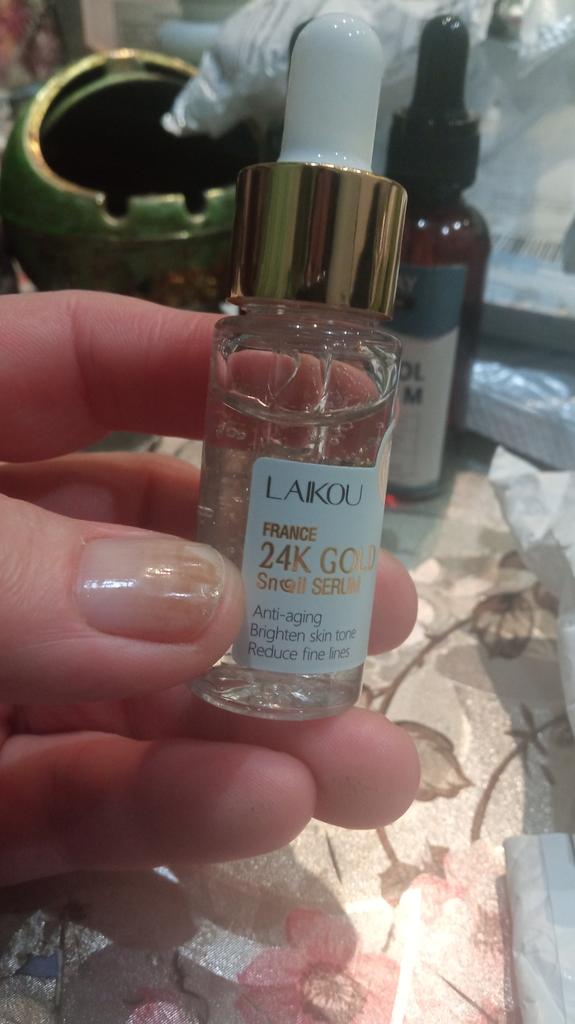 LAIKOU
FRANCE
24K GOLD
Snail SERUM
Anti-aging
Brighten skin tone
Reduce fine lines